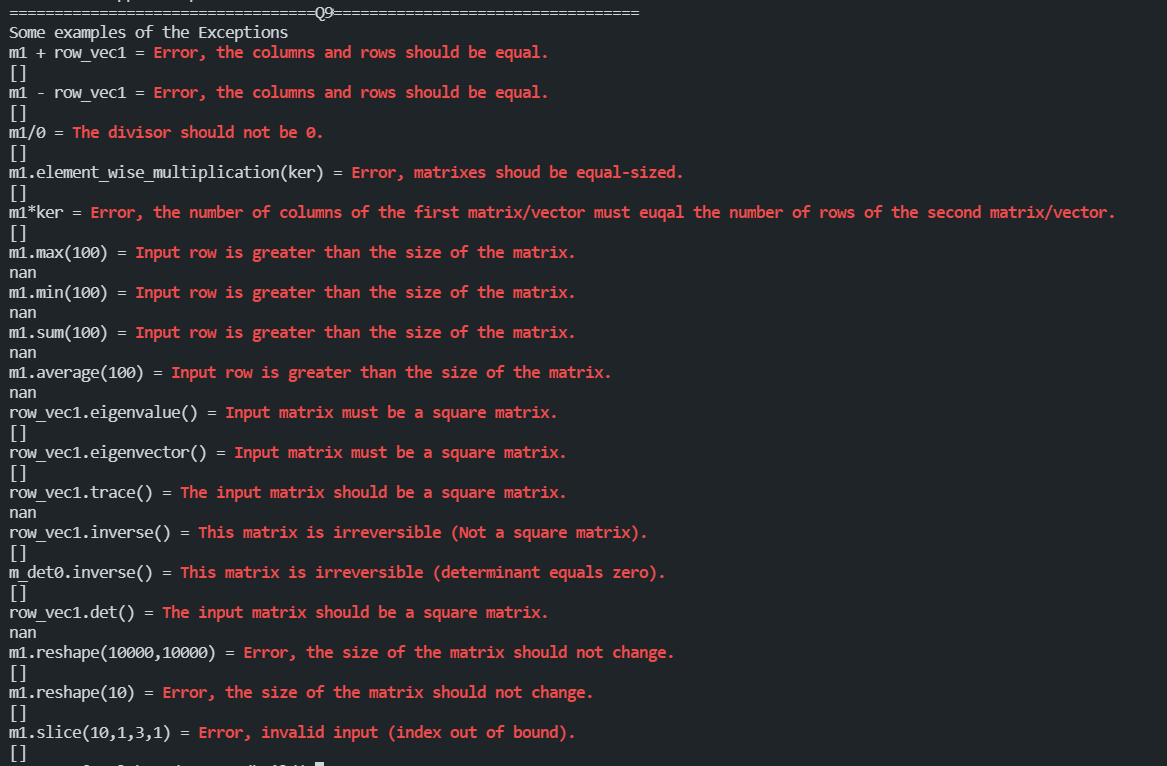 ==================================Q9==================================
Some examples of the Exceptions
m1 + row_vec1 = Error, the columns and rows should be equal.
[]
m1 - row_vec1 = Error, the columns and rows should be equal.
[]
m1/0 = The divisor should not be 0.
[]
m1.element_wise_multiplication(ker) = Error, matrixes shoud be equal-sized.
[]
m1*ker = Error, the number of columns of the first matrix/vector must euqal the number of rows of the second matrix/vector.
[]
m1.max(100) = Input row is greater than the size of the matrix.
nan
m1.min(100) = Input row is greater than the size of the matrix.
nan
m1.sum(100) = Input row is greater than the size of the matrix.
nan
m1.average(100) = Input row is greater than the size of the matrix.
nan
row_vec1.eigenvalue() = Input matrix must be a square matrix.
[]
row_vec1.eigenvector() = Input matrix must be a square matrix.
[]
row_vec1.trace() = The input matrix should be a square matrix.
nan
row_vec1.inverse() = This matrix is irreversible (Not a square matrix).
[]
m_det0.inverse() = This matrix is irreversible (determinant equals zero).
[]
row_vec1.det() = The input matrix should be a square matrix.
nan
m1.reshape(10000,10000) = Error, the size of the matrix should not change.
[]
m1.reshape(10) = Error, the size of the matrix should not change.
[]
m1.slice(10,1,3,1) = Error, invalid input (index out of bound).
[]